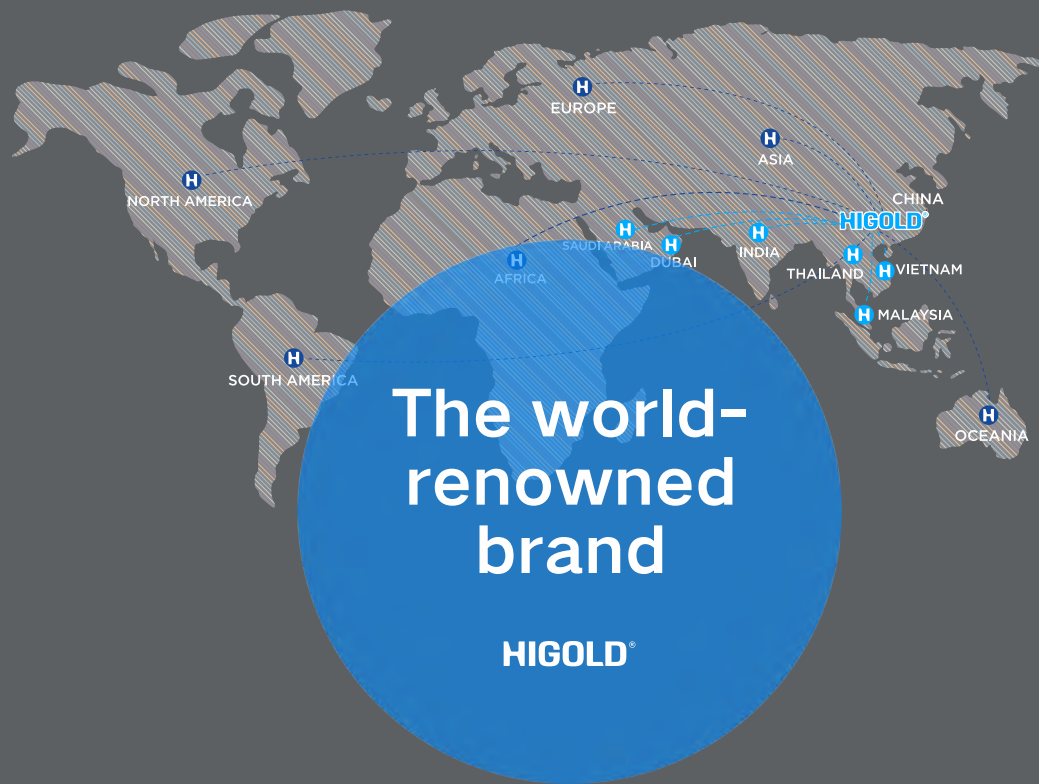 EUROPE
ASIA
NORTH AMERICA
CHINA
HIGOLD®
SAUDI ARABIA
DUBAI
INDIA
THAILAND
VIETNAM
AFRICA
MALAYSIA
SOUTH AMERICA
OCEANIA
The world-
renowned
brand
HIGOLD®
H
H
H
H
H
H
H
H
H
H
H
H